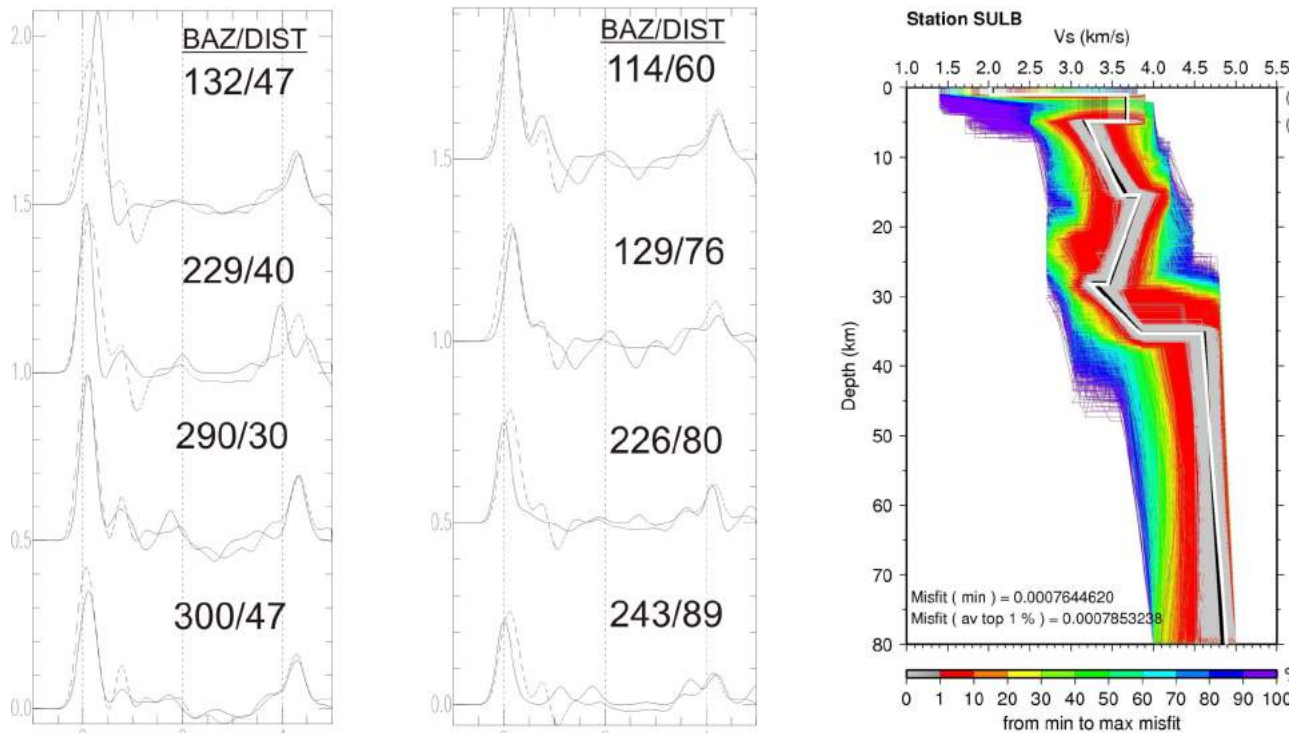 BAZ/DIST
2.0
132/47
1.5
229/40
1.0
290/30
0.5
300/47
0.0
BAZ/DIST
114/60
1.5
129/76
1.0
226/80
0.5
243/89
0.0
Station SULB
Vs (km/s)
1.0 1.5 2.0 2.5 3.0 3.5 4.0 4.5 5.0 5.5
0
10
20
30
40
50
60
70
80
Depth (km)
Misfit ( min ) = 0.0007644620
Misfit ( av top 1 % ) = 0.0007853238
0 1 10 20 30 40 50 60 70 80 90 100
from min to max misfit